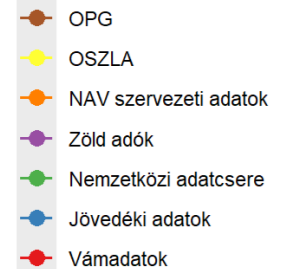 OPG
OSZLA
NAV szervezeti adatok
Zöld adók
Nemzetközi adatcsere
Jövedéki adatok
Vámadatok